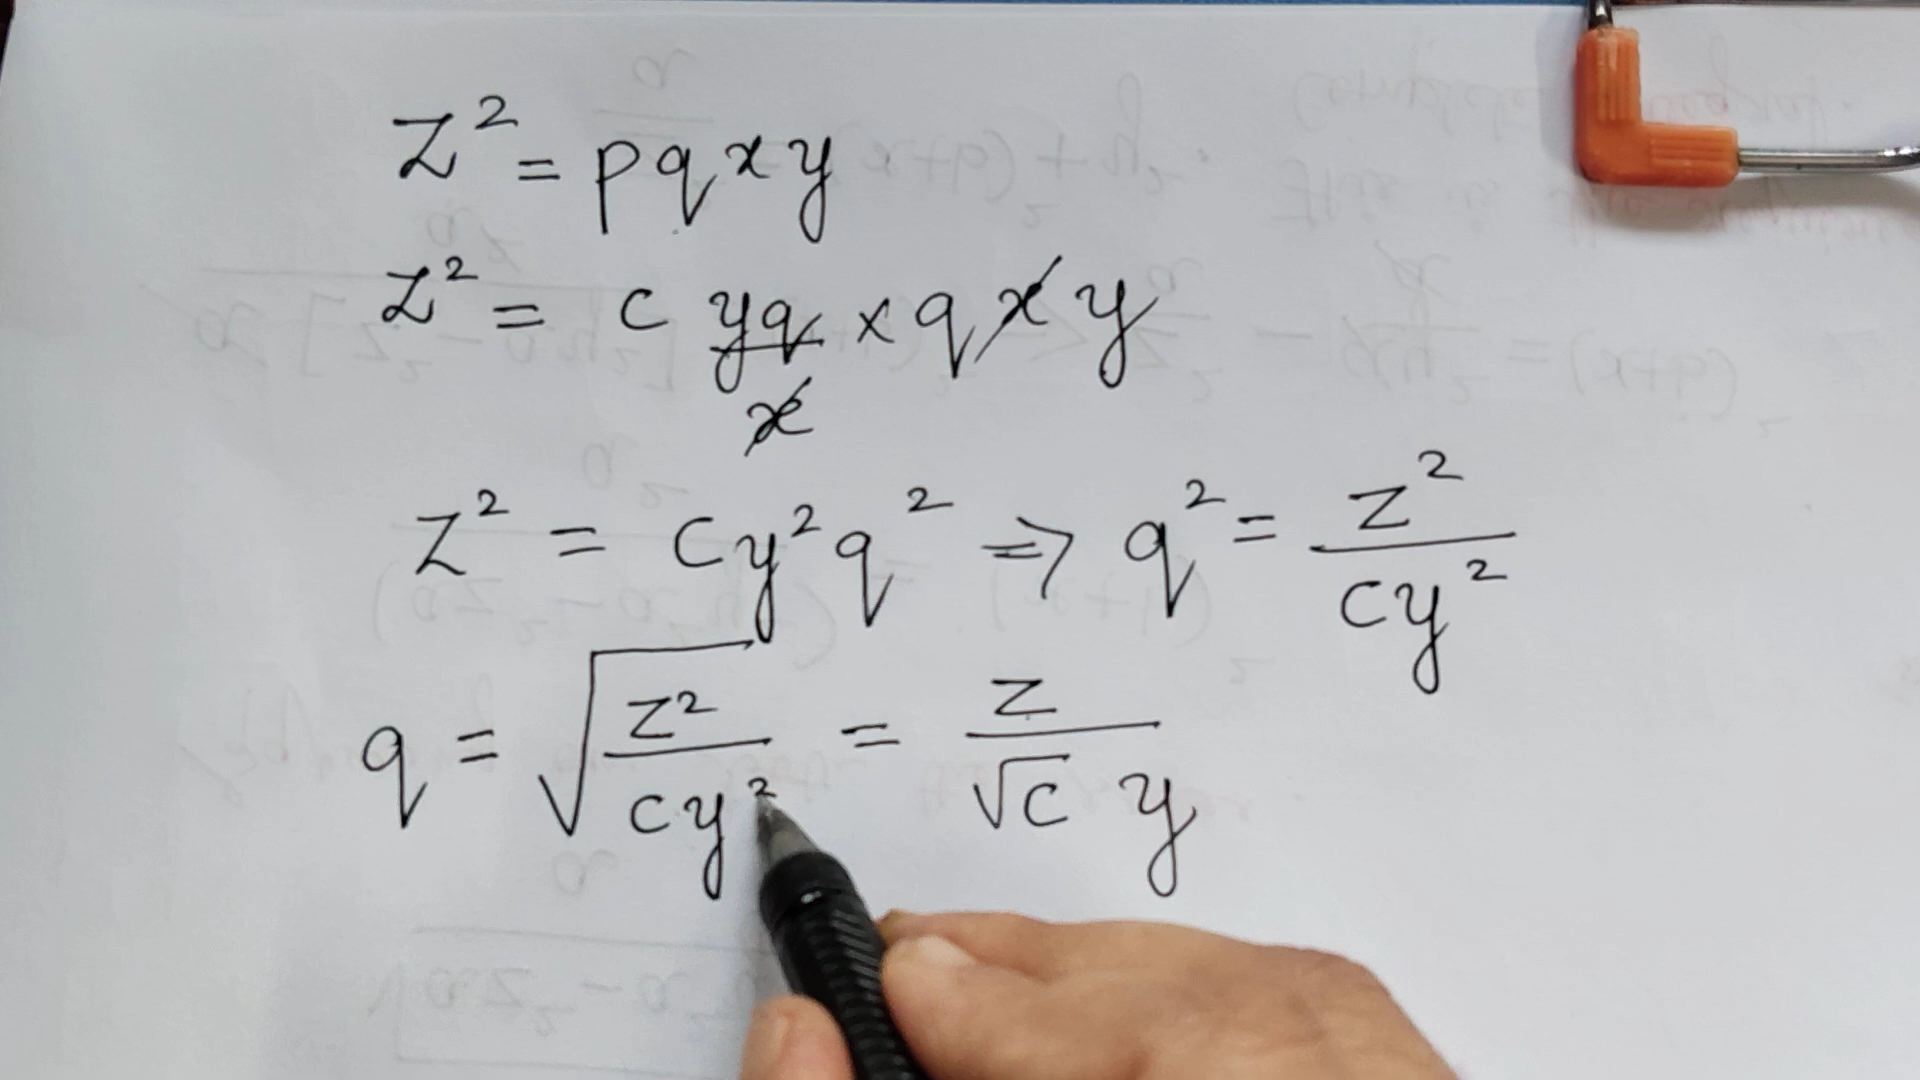 z² = pqxy
z² = c yq/x × qxy
z² = cy²q² ⇒ q² = z²/cy²
q = √(z²/cy²) = z/√c y